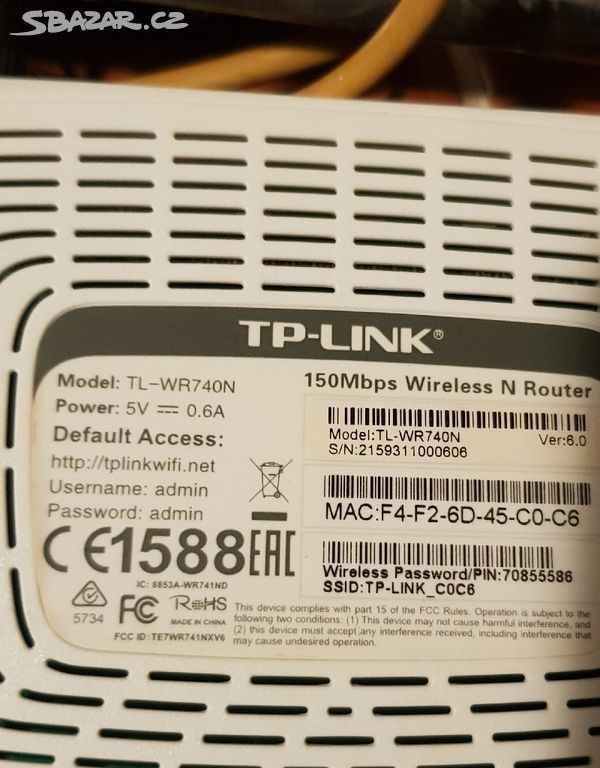 SBAZAR.CZ
TP-LINK®
Model: TL-WR740N
Power: 5V ⎓ 0.6A
Default Access:
http://tplinkwifi.net
Username: admin
Password: admin
150Mbps Wireless N Router
Model:TL-WR740N Ver:6.0
S/N:2159311000606
MAC:F4-F2-6D-45-C0-C6
Wireless Password/PIN:70855586
SSID:TP-LINK_C0C6
CE1588 EAC
IC: 8853A-WR741ND
5734
FC RoHS
MADE IN CHINA
FCC ID:TE7WR741NXV6
This device complies with part 15 of the FCC Rules. Operation is subject to the
following two conditions: (1) This device may not cause harmful interference, and
(2) this device must accept any interference received, including interference that
may cause undesired operation.